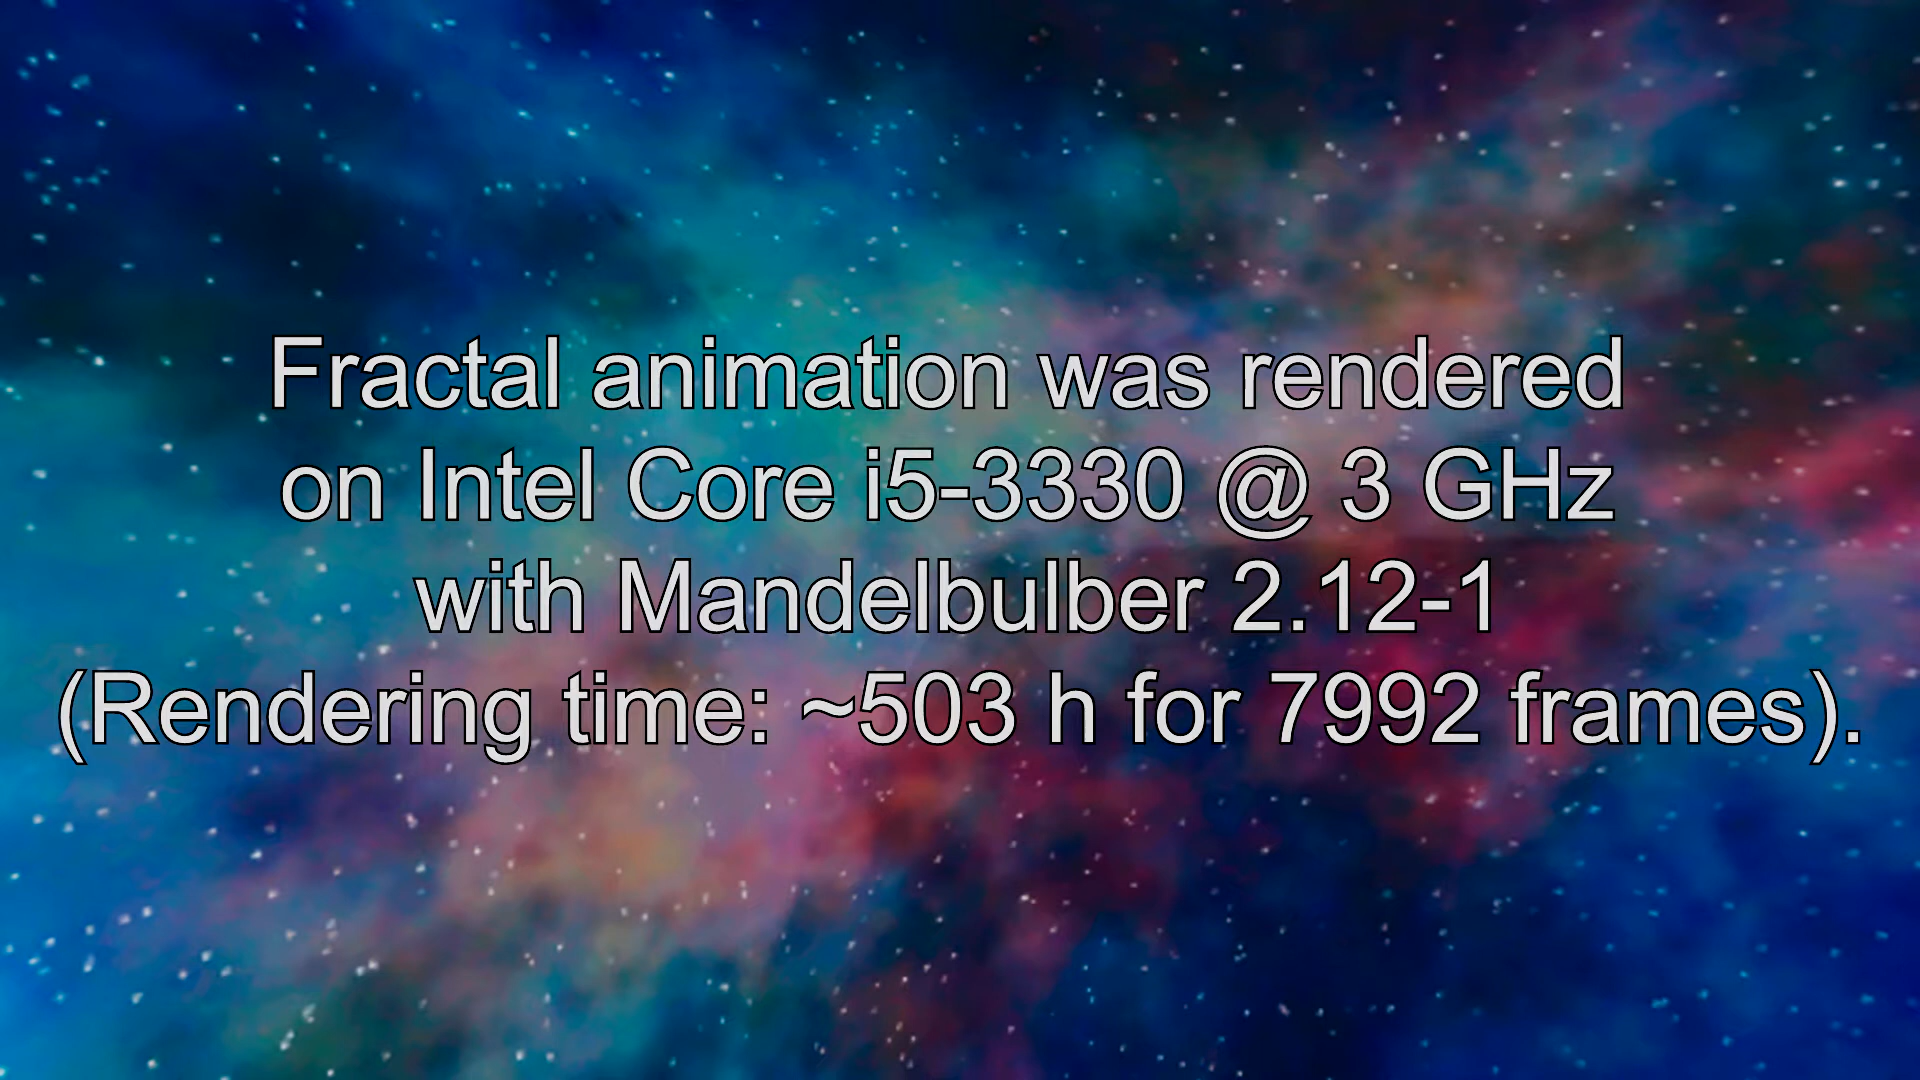 Fractal animation was rendered
on Intel Core i5-3330 @ 3 GHz
with Mandelbulber 2.12-1
(Rendering time: ~503 h for 7992 frames).